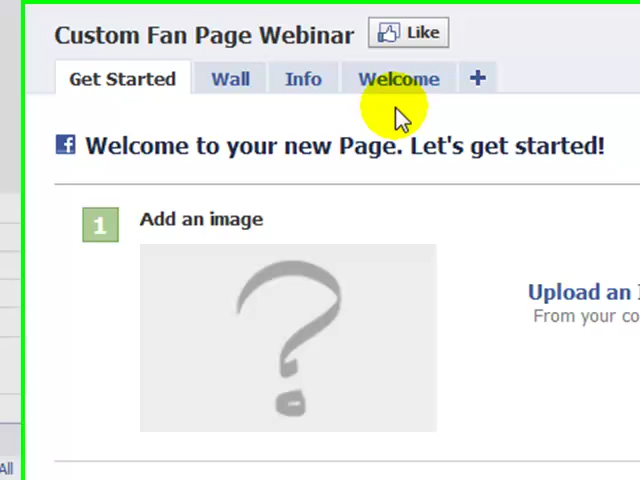 Custom Fan Page Webinar Like
Get Started Wall Info Welcome +
f Welcome to your new Page. Let's get started!
1 Add an image
?
Upload an
From your co
All